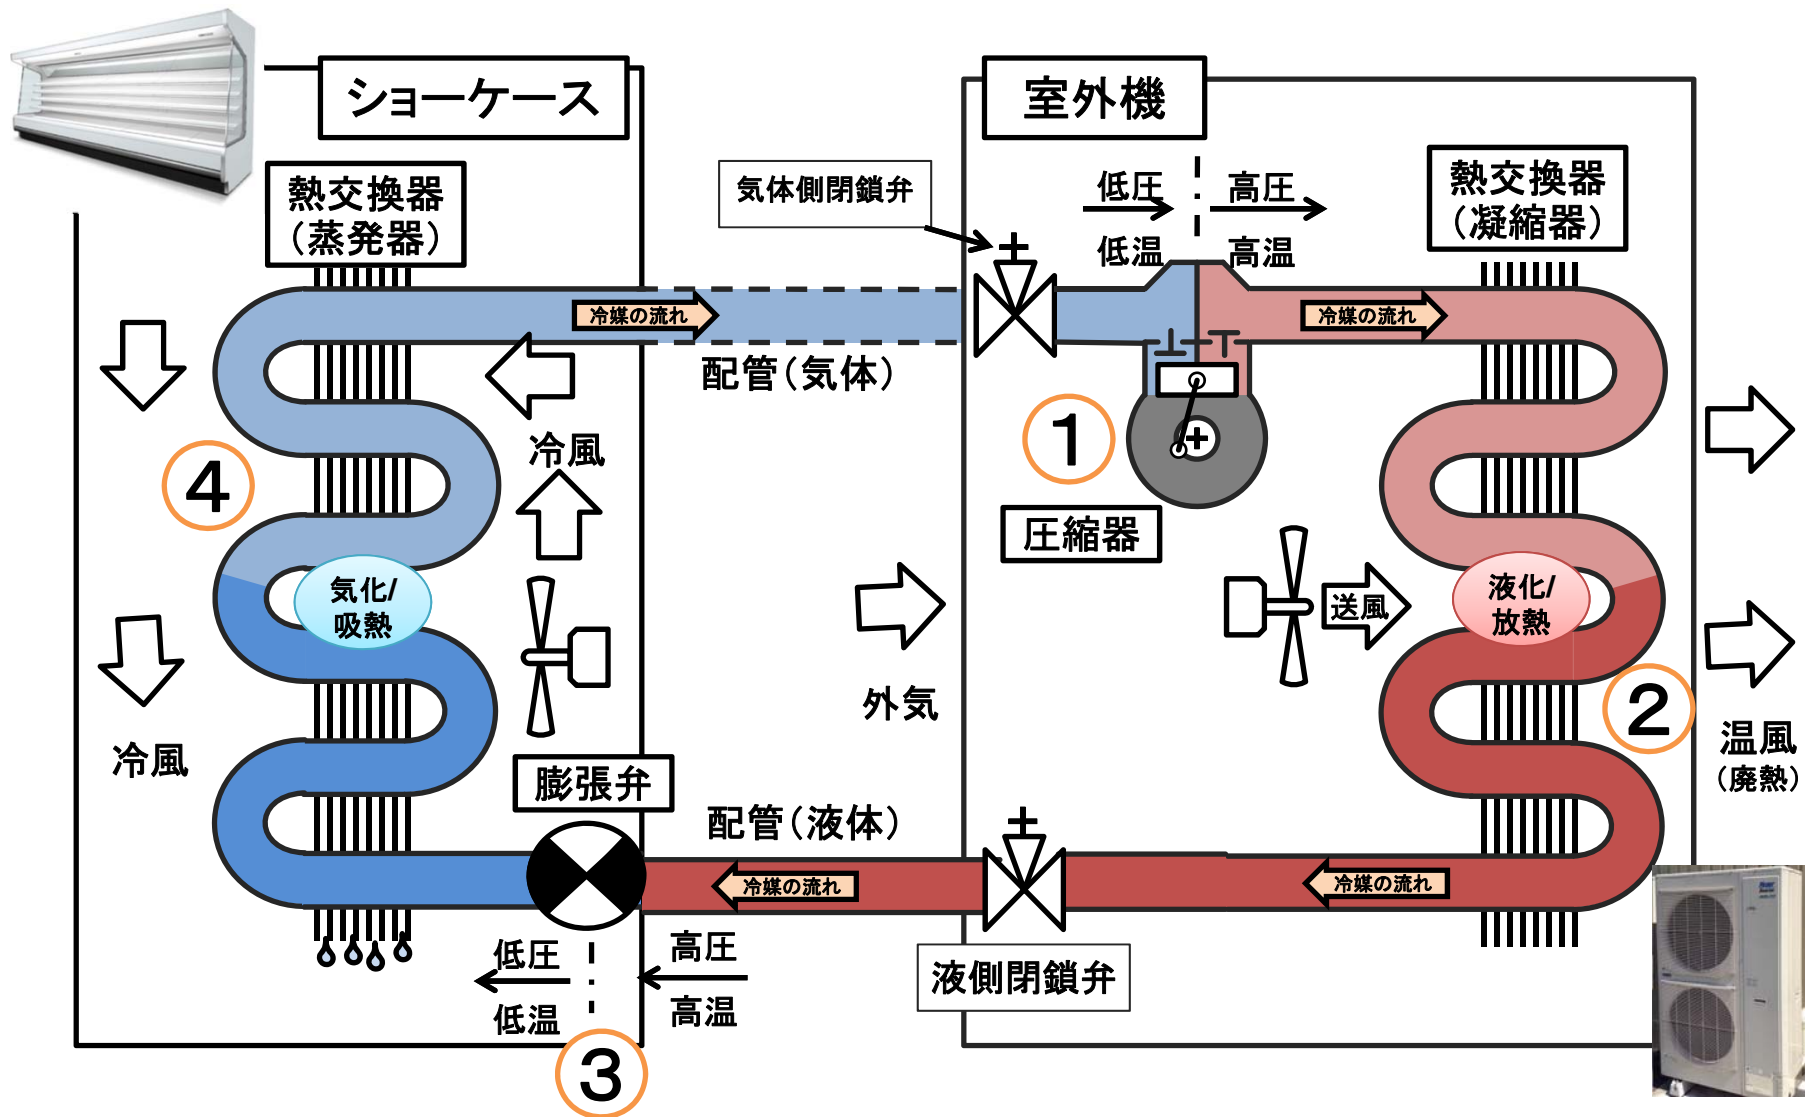 ショーケース
室外機
熱交換器
（蒸発器）
気体側閉鎖弁
低圧
高圧
低温
高温
熱交換器
（凝縮器）
冷媒の流れ
冷媒の流れ
配管（気体）
①
冷風
④
圧縮器
気化/
吸熱
送風
液化/
放熱
外気
②
冷風
温風
（廃熱）
膨張弁
配管（液体）
冷媒の流れ
冷媒の流れ
低圧
高圧
低温
高温
液側閉鎖弁
③